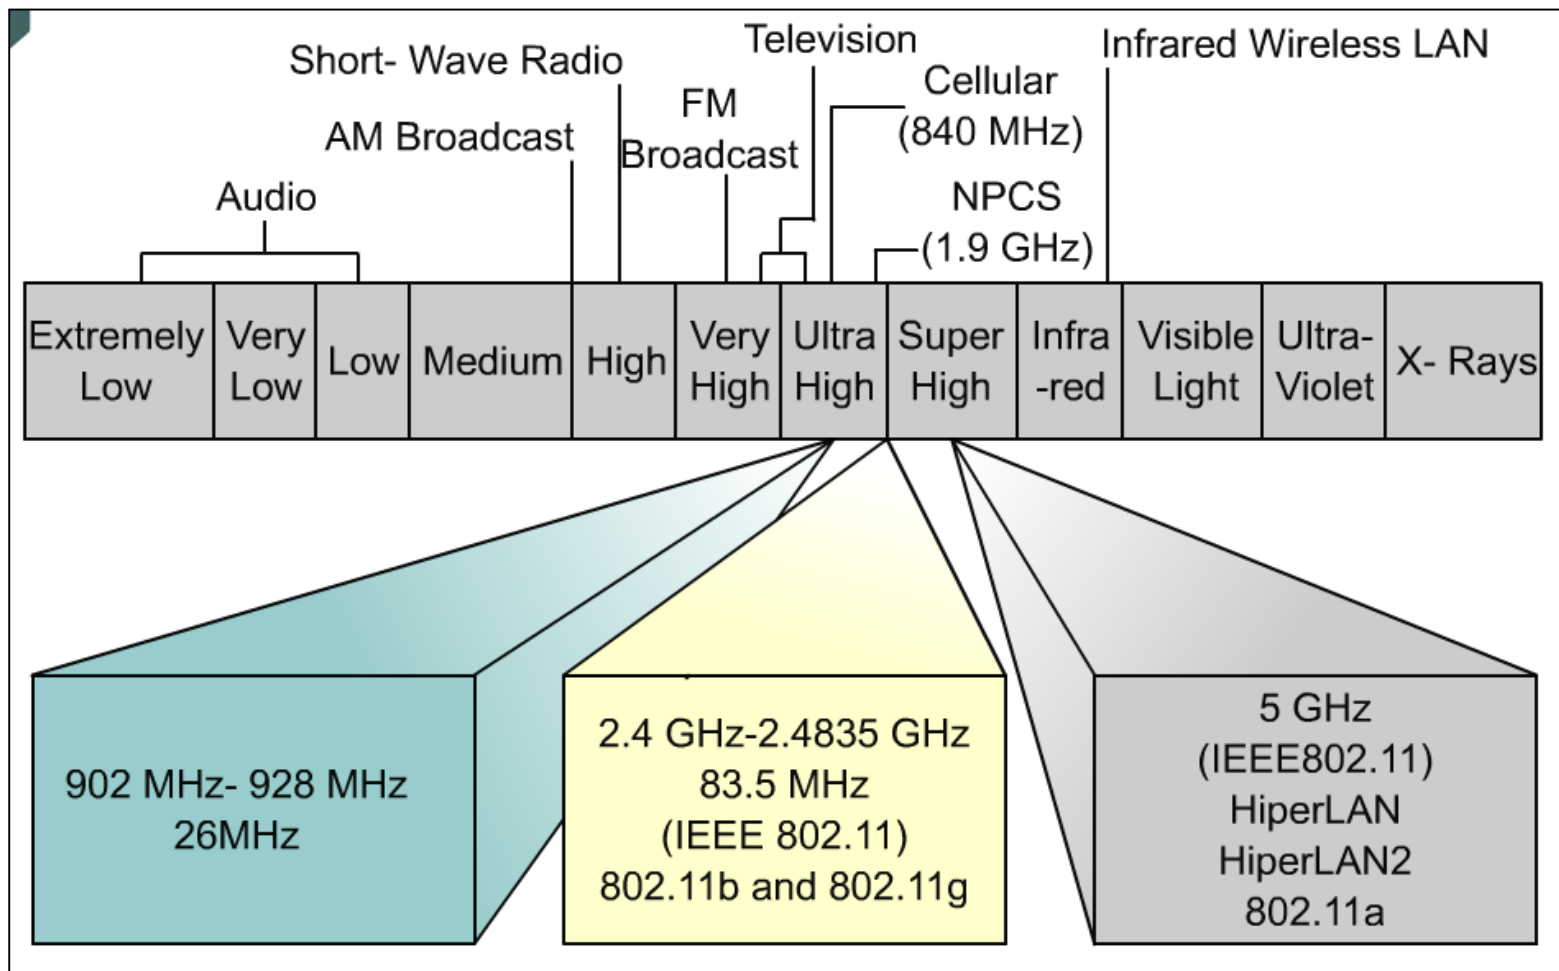 Television
Infrared Wireless LAN
Short- Wave Radio
Cellular
(840 MHz)
FM
Broadcast
AM Broadcast
Audio
NPCS
(1.9 GHz)
Extremely
Low
Very
Low
Low
Medium
High
Very
High
Ultra
High
Super
High
Infra
-red
Visible
Light
Ultra-
Violet
X- Rays
902 MHz- 928 MHz
26MHz
2.4 GHz-2.4835 GHz
83.5 MHz
(IEEE 802.11)
802.11b and 802.11g
5 GHz
(IEEE802.11)
HiperLAN
HiperLAN2
802.11a